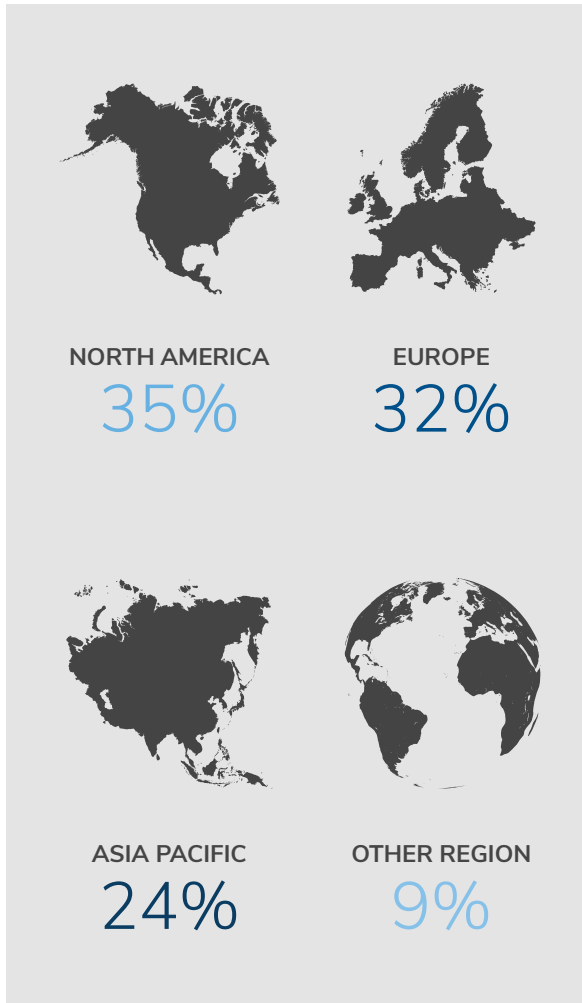 NORTH AMERICA
35%
EUROPE
32%
ASIA PACIFIC
24%
OTHER REGION
9%